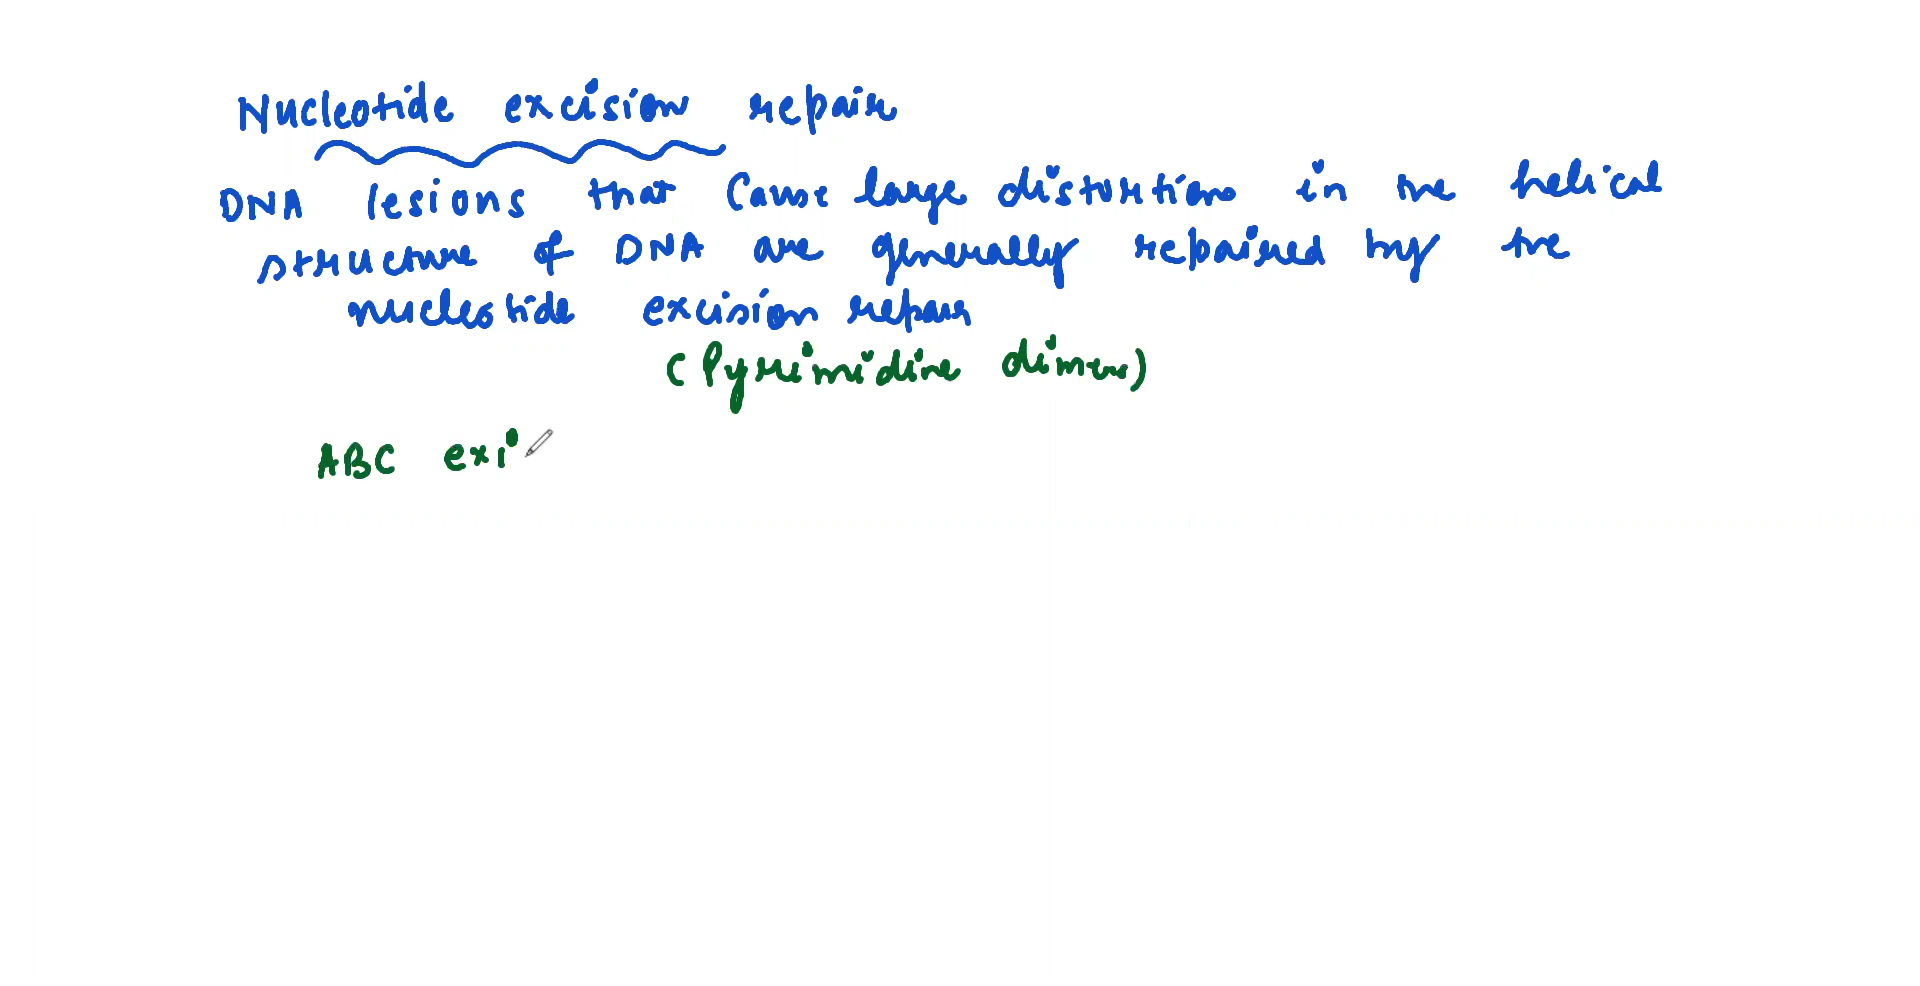 Nucleotide excision repair
DNA lesions that cause large distortions in the helical
structure of DNA are generally repaired by the
nucleotide excision repair
(Pyrimidine dimers)
ABC exi